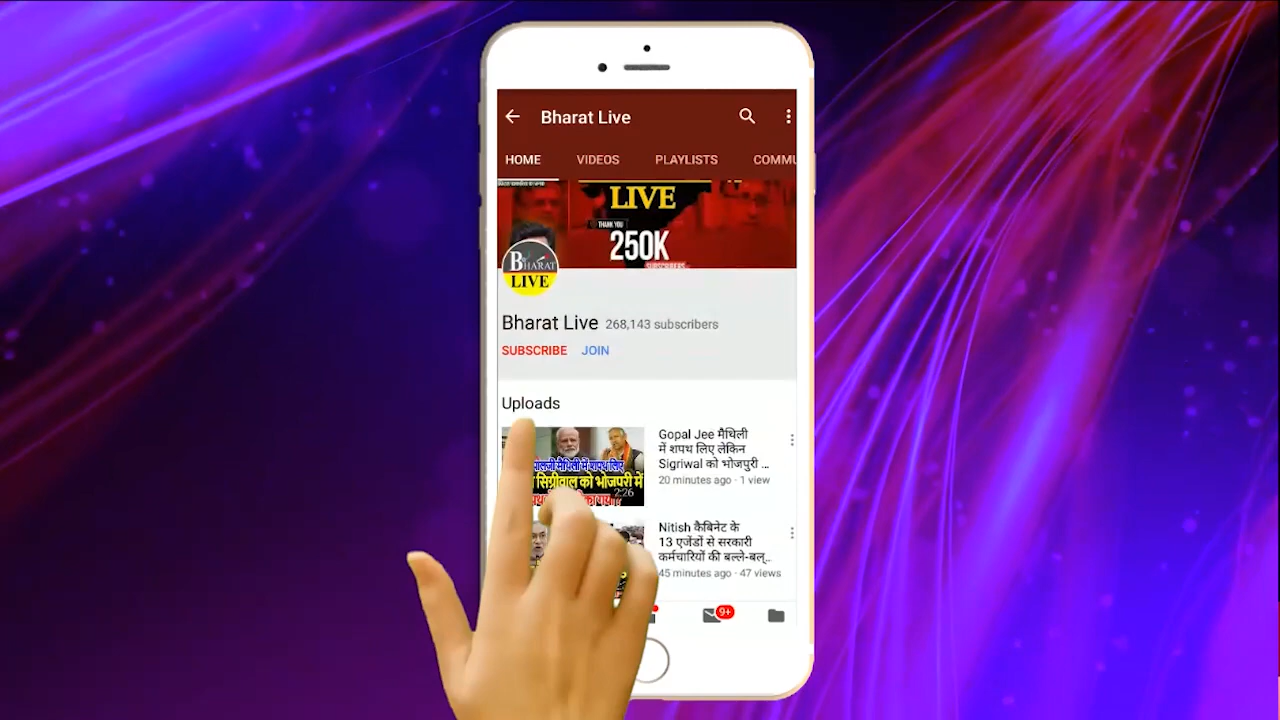 Bharat Live
HOME VIDEOS PLAYLISTS COMMU
LIVE
THANK YOU
250K
SUBSCRIBERS
BHARAT
LIVE
Bharat Live 268,143 subscribers
SUBSCRIBE JOIN
Uploads
मैथिली में शपथ लिए
सिग्रीवाल को भोजपुरी में
2:26
Gopal Jee मैथिली
में शपथ लिए लेकिन
Sigriwal को भोजपुरी ...
20 minutes ago · 1 view
Nitish कैबिनेट के
13 एजेंडों से सरकारी
कर्मचारियों की बल्ले-बल्...
45 minutes ago · 47 views
9+